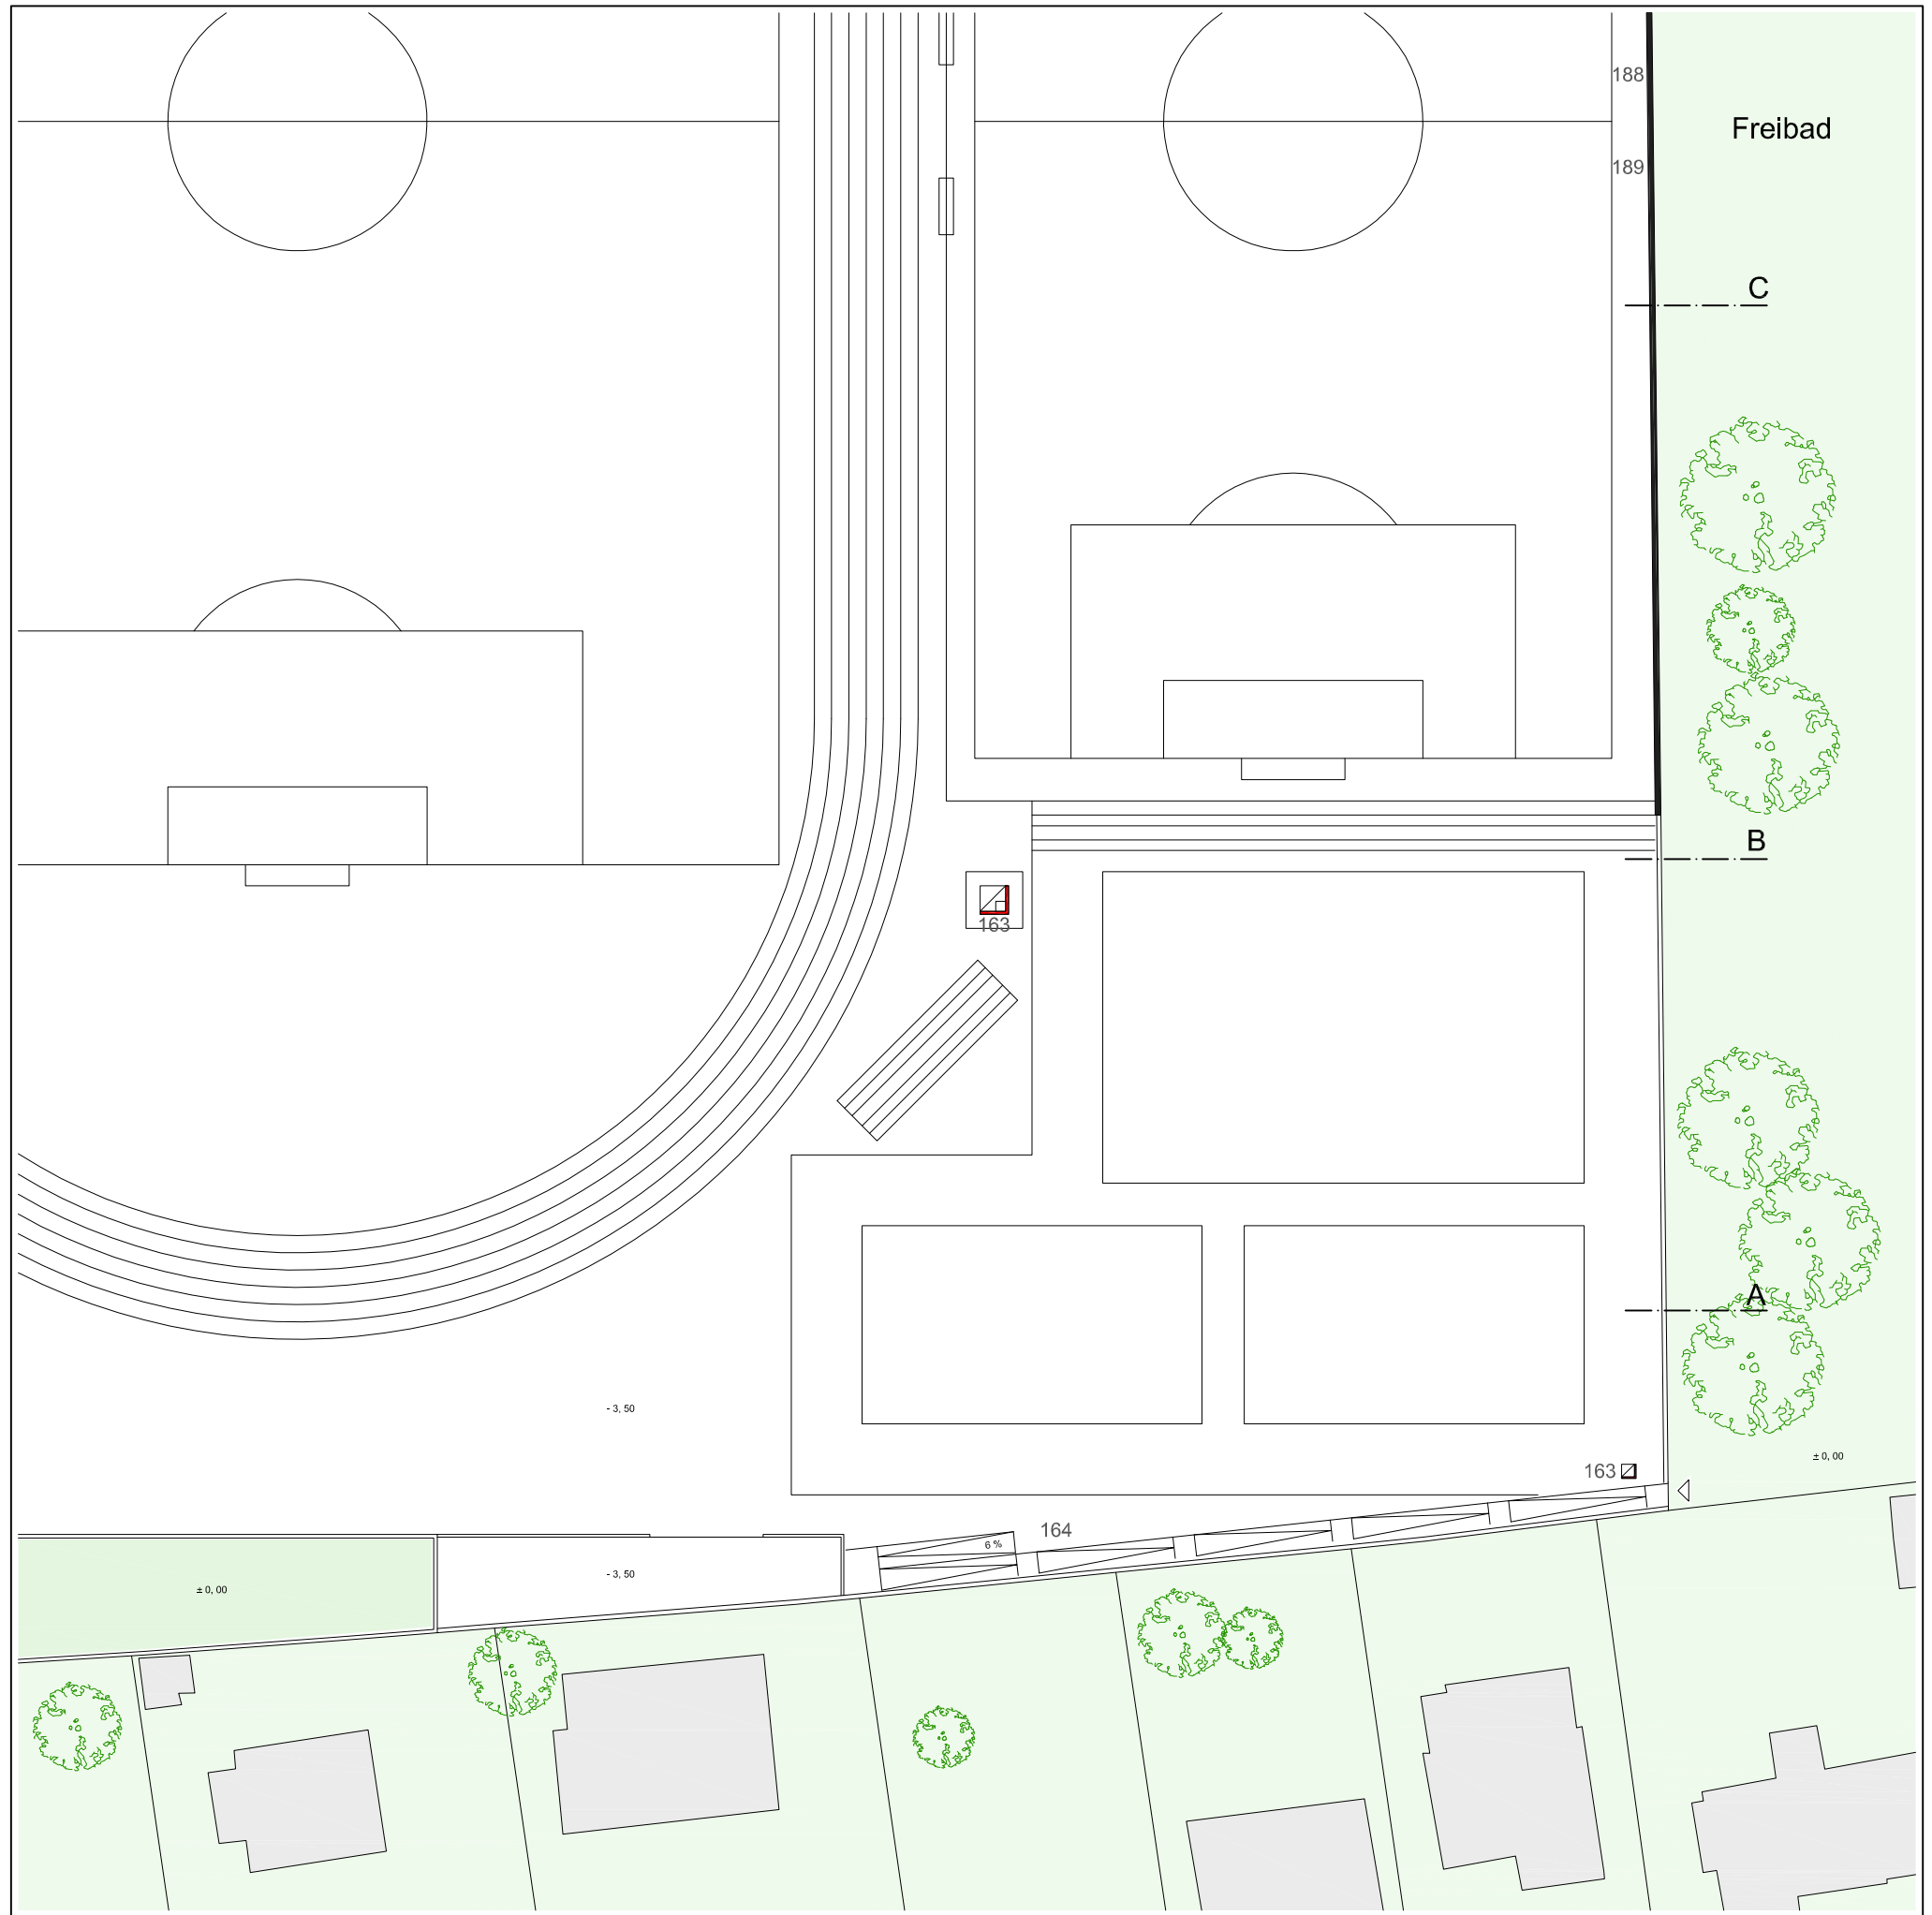 188
Freibad
189
C
B
163
A
- 3, 50
± 0, 00
163
164
6 %
- 3, 50
± 0, 00